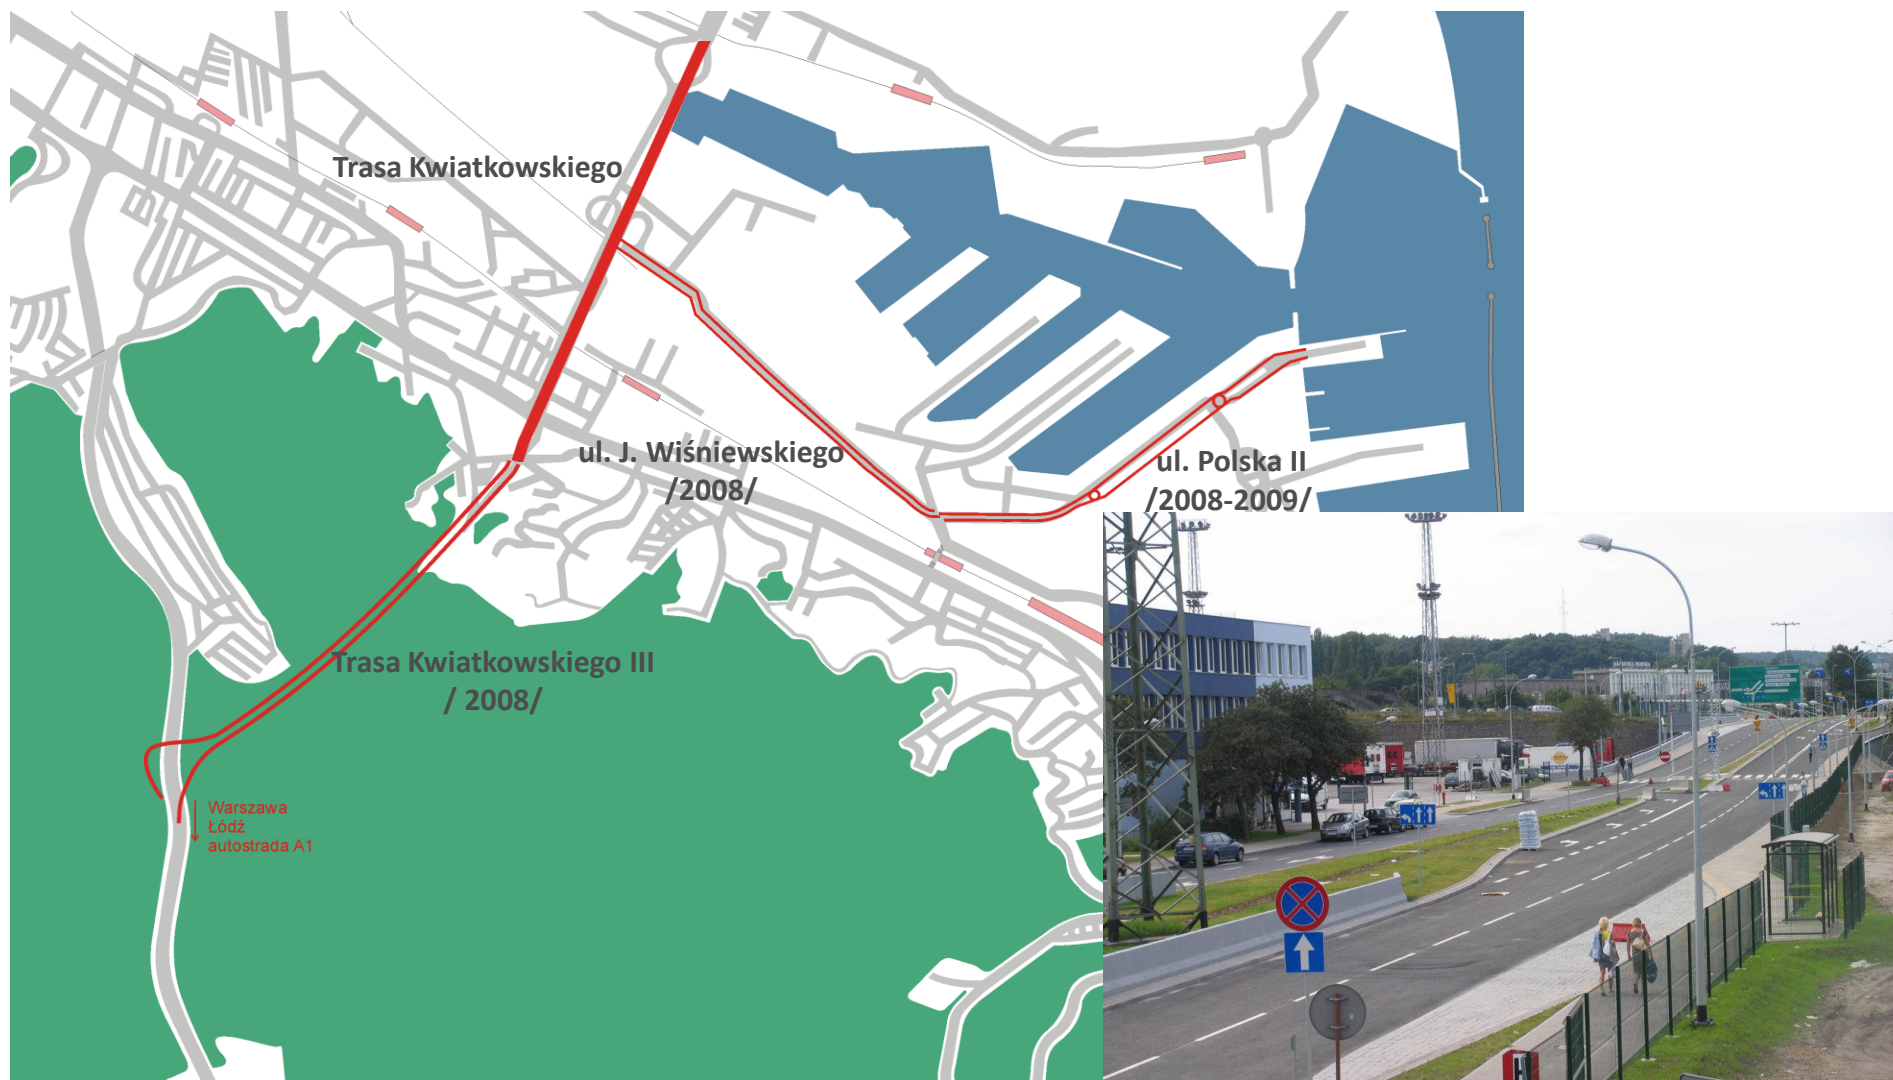 Trasa Kwiatkowskiego
ul. J. Wiśniewskiego
/2008/
ul. Polska II
/2008-2009/
Trasa Kwiatkowskiego III
/ 2008/
Warszawa
Łódź
autostrada A1